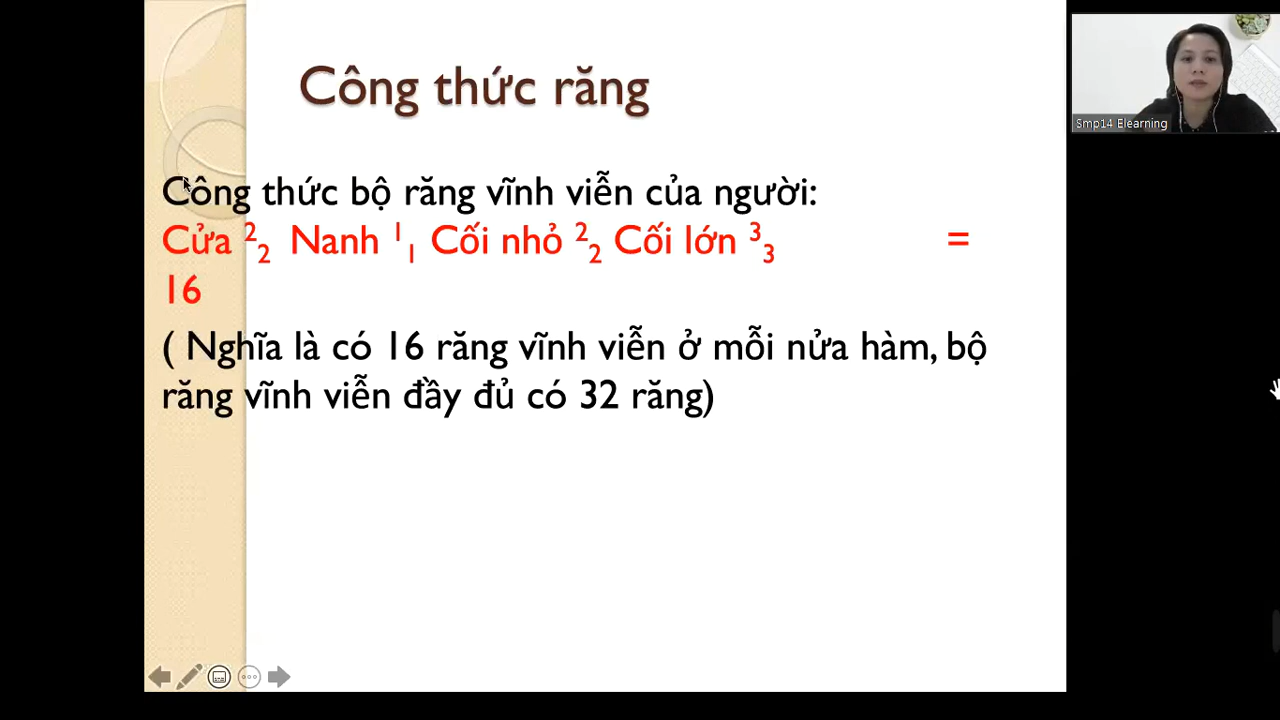 Công thức răng
Công thức bộ răng vĩnh viễn của người:
Cửa ²₂ Nanh ¹₁ Cối nhỏ ²₂ Cối lớn ³₃ =
16
( Nghĩa là có 16 răng vĩnh viễn ở mỗi nửa hàm, bộ
răng vĩnh viễn đầy đủ có 32 răng)
Smp14 Elearning